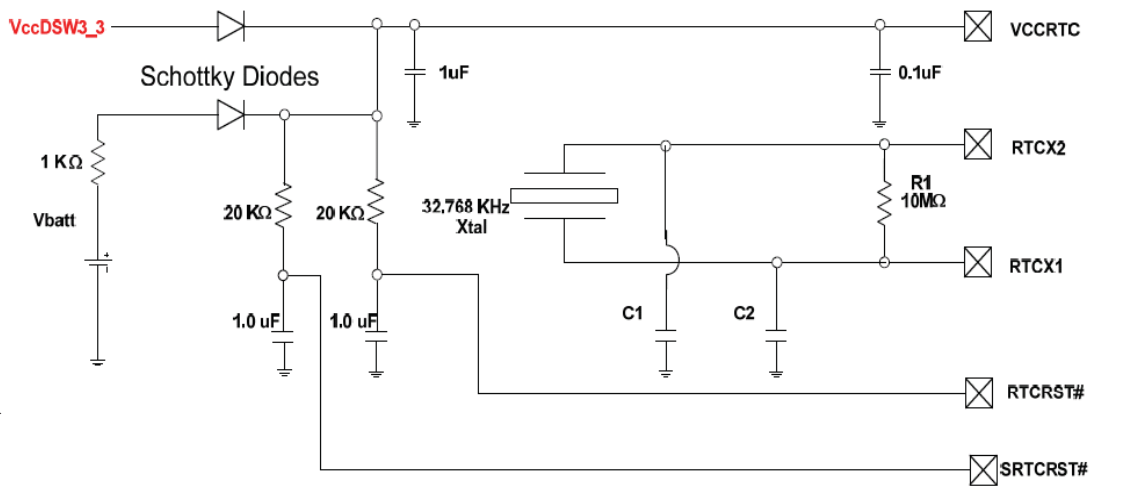 VccDSW3_3
VCCRTC
1uF
0.1uF
Schottky Diodes
1 KΩ
RTCX2
R1
10MΩ
20 KΩ
20 KΩ
32.768 KHz
Xtal
Vbatt
+
RTCX1
1.0 uF
1.0 uF
C1
C2
RTCRST#
SRTCRST#